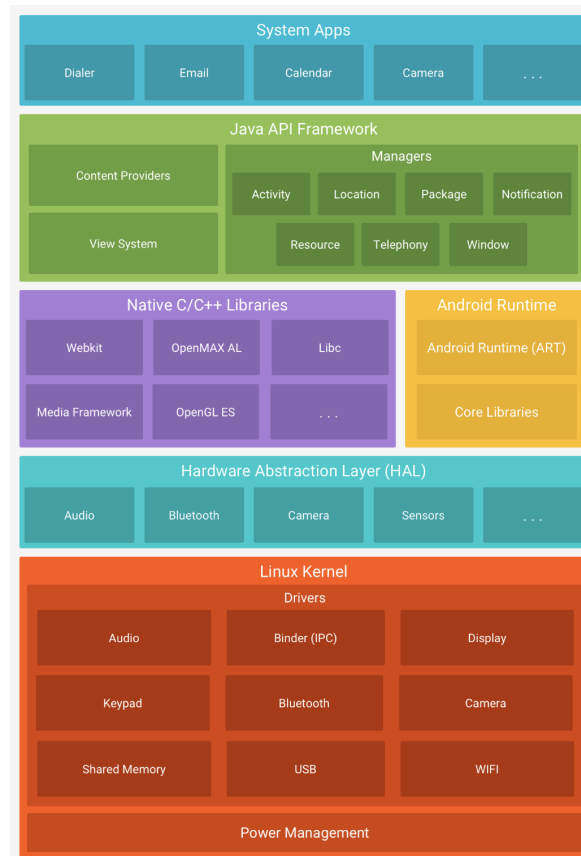 System Apps
Dialer
Email
Calendar
Camera
. . .
Java API Framework
Content Providers
View System
Managers
Activity
Location
Package
Notification
Resource
Telephony
Window
Native C/C++ Libraries
Webkit
OpenMAX AL
Libc
Media Framework
OpenGL ES
. . .
Android Runtime
Android Runtime (ART)
Core Libraries
Hardware Abstraction Layer (HAL)
Audio
Bluetooth
Camera
Sensors
. . .
Linux Kernel
Drivers
Audio
Binder (IPC)
Display
Keypad
Bluetooth
Camera
Shared Memory
USB
WIFI
Power Management